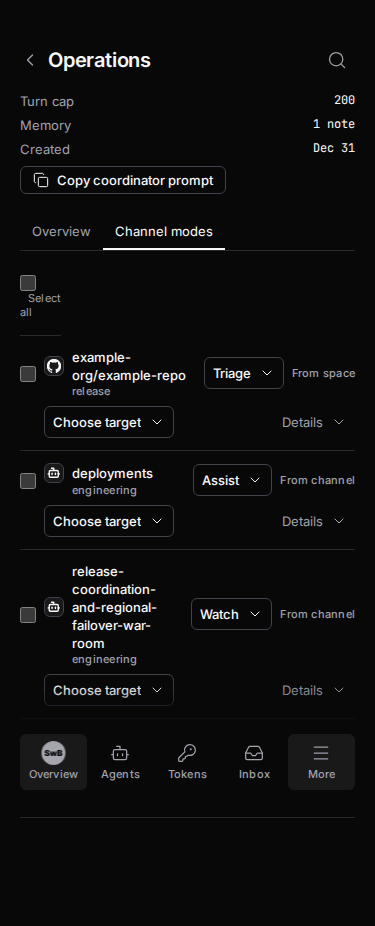 Operations
Turn cap 200
Memory 1 note
Created Dec 31
Copy coordinator prompt
Overview Channel modes
Select
all
example-
org/example-repo
release
Triage From space
Choose target Details
deployments
engineering
Assist From channel
Choose target Details
release-
coordination-
and-regional-
failover-war-
room
engineering
Watch From channel
Choose target Details
SwB
Overview Agents Tokens Inbox More